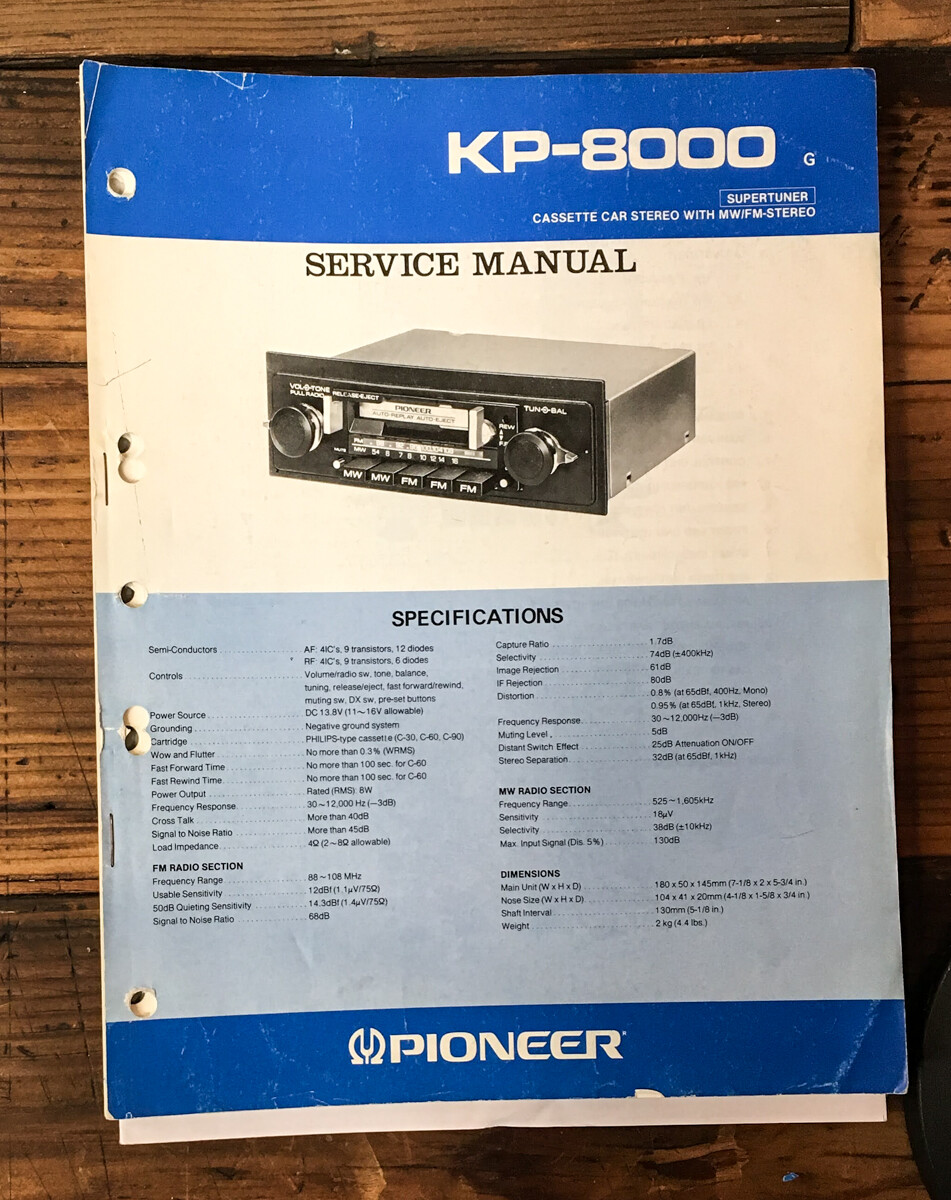 KP-8000 G
SUPERTUNER
CASSETTE CAR STEREO WITH MW/FM-STEREO
SERVICE MANUAL
VOL TONE
PULL RADIO
RELEASE·EJECT
PIONEER
AUTO-REPLAY AUTO-EJECT
TUN BAL
REW
FM
MW 54 6 7 8 10 12 14 16
MUTE
MW MW FM FM FM
SPECIFICATIONS
Semi-Conductors AF: 4IC's, 9 transistors, 12 diodes
RF: 4IC's, 9 transistors, 6 diodes
Controls Volume/radio sw, tone, balance,
tuning, release/eject, fast forward/rewind,
muting sw, DX sw, pre-set buttons
Power Source DC 13.8V (11~16V allowable)
Grounding Negative ground system
Cartridge PHILIPS-type cassette (C-30, C-60, C-90)
Wow and Flutter No more than 0.3% (WRMS)
Fast Forward Time No more than 100 sec. for C-60
Fast Rewind Time No more than 100 sec. for C-60
Power Output Rated (RMS): 8W
Frequency Response 30~12,000 Hz (−3dB)
Cross Talk More than 40dB
Signal to Noise Ratio More than 45dB
Load Impedance 4Ω (2~8Ω allowable)
FM RADIO SECTION
Frequency Range 88~108 MHz
Usable Sensitivity 12dBf (1.1μV/75Ω)
50dB Quieting Sensitivity 14.3dBf (1.4μV/75Ω)
Signal to Noise Ratio 68dB
Capture Ratio 1.7dB
Selectivity 74dB (±400kHz)
Image Rejection 61dB
IF Rejection 80dB
Distortion 0.8% (at 65dBf, 400Hz, Mono)
0.95% (at 65dBf, 1kHz, Stereo)
Frequency Response 30~12,000Hz (−3dB)
Muting Level 5dB
Distant Switch Effect 25dB Attenuation ON/OFF
Stereo Separation 32dB (at 65dBf, 1kHz)
MW RADIO SECTION
Frequency Range 525~1,605kHz
Sensitivity 18μV
Selectivity 38dB (±10kHz)
Max. Input Signal (Dis. 5%) 130dB
DIMENSIONS
Main Unit (W x H x D) 180 x 50 x 145mm (7-1/8 x 2 x 5-3/4 in.)
Nose Size (W x H x D) 104 x 41 x 20mm (4-1/8 x 1-5/8 x 3/4 in.)
Shaft Interval 130mm (5-1/8 in.)
Weight 2 kg (4.4 lbs.)
PIONEER